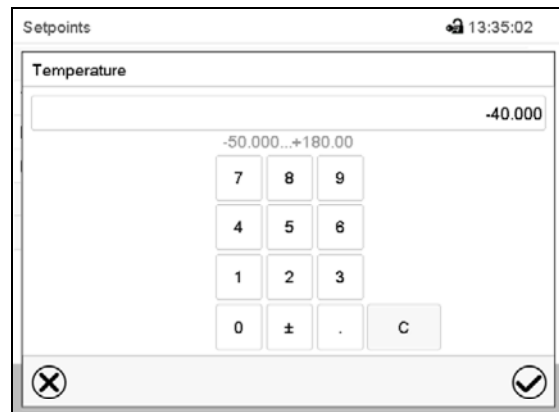 Setpoints 13:35:02
Temperature
-40.000
-50.000...+180.00
7 8 9
4 5 6
1 2 3
0 ± . C